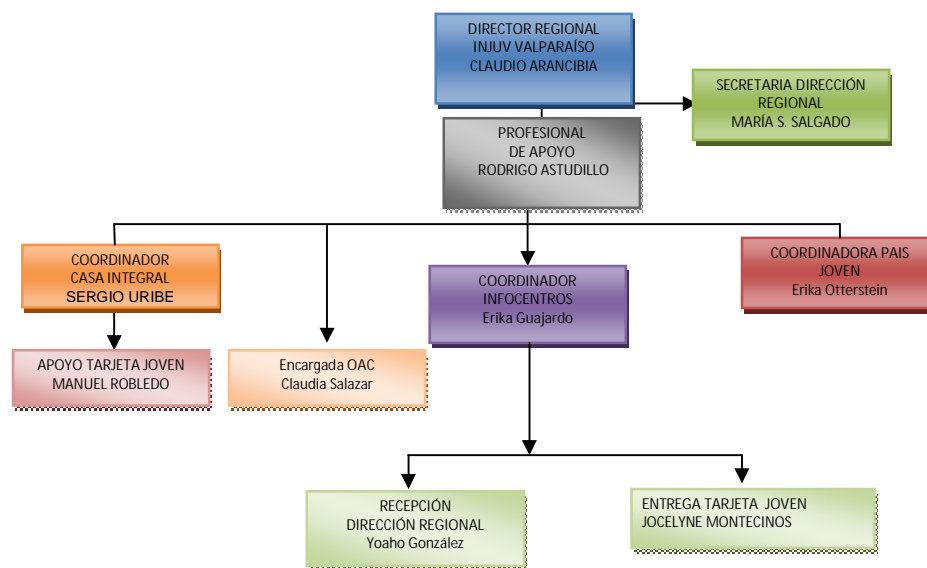 DIRECTOR REGIONAL
INJUV VALPARAÍSO
CLAUDIO ARANCIBIA
SECRETARIA DIRECCIÓN
REGIONAL
MARÍA S. SALGADO
PROFESIONAL
DE APOYO
RODRIGO ASTUDILLO
COORDINADOR
CASA INTEGRAL
SERGIO URIBE
COORDINADOR
INFOCENTROS
Erika Guajardo
COORDINADORA PAIS
JOVEN
Erika Otterstein
APOYO TARJETA JOVEN
MANUEL ROBLEDO
Encargada OAC
Claudia Salazar
RECEPCIÓN
DIRECCIÓN REGIONAL
Yoaho González
ENTREGA TARJETA JOVEN
JOCELYNE MONTECINOS